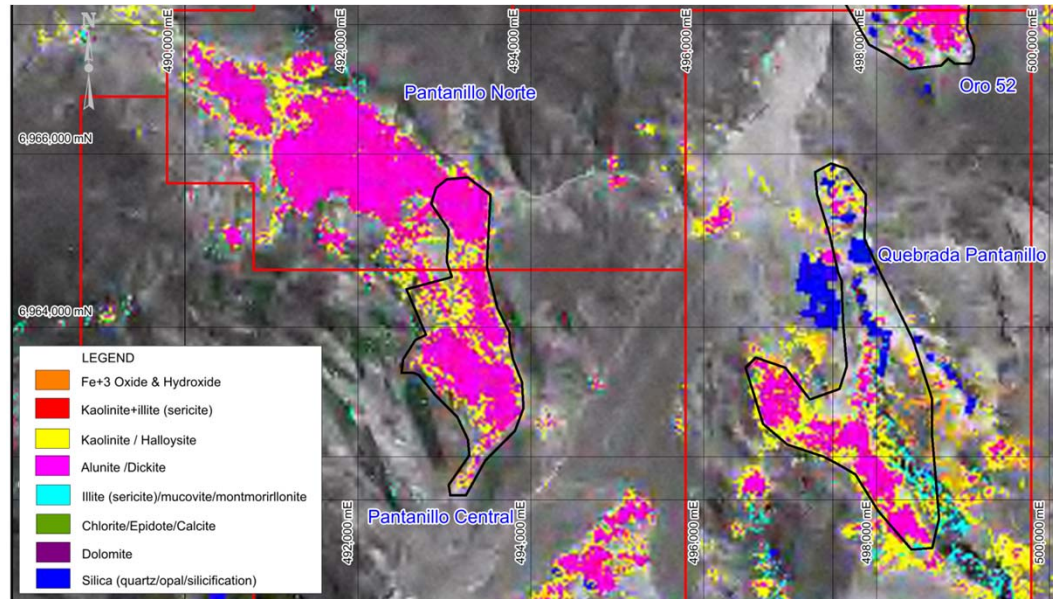 N
490,000 mE
492,000 mE
494,000 mE
496,000 mE
498,000 mE
500,000 mE
Pantanillo Norte
Oro 52
6,966,000 mN
Quebrada Pantanillo
6,964,000 mN
LEGEND
Fe+3 Oxide & Hydroxide
Kaolinite+illite (sericite)
Kaolinite / Halloysite
Alunite /Dickite
Illite (sericite)/mucovite/montmorirllonite
Chlorite/Epidote/Calcite
Dolomite
Silica (quartz/opal/silicification)
Pantanillo Central
492,000 mE
494,000 mE
496,000 mE
498,000 mE
500,000 mE